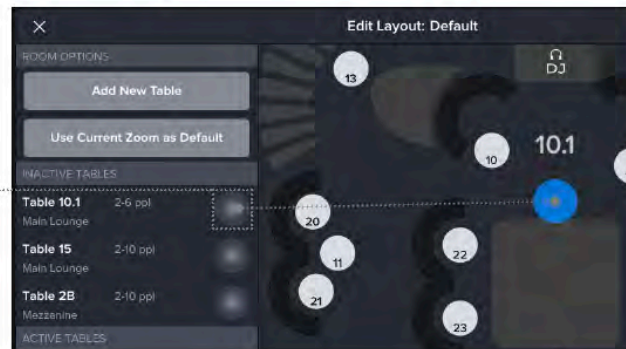 Edit Layout: Default
ROOM OPTIONS
Add New Table
Use Current Zoom as Default
INACTIVE TABLES
Table 10.1 2-6 ppl
Main Lounge
Table 15 2-10 ppl
Main Lounge
Table 2B 2-10 ppl
Mezzanine
ACTIVE TABLES
DJ
13
10
10.1
20
11
22
21
23